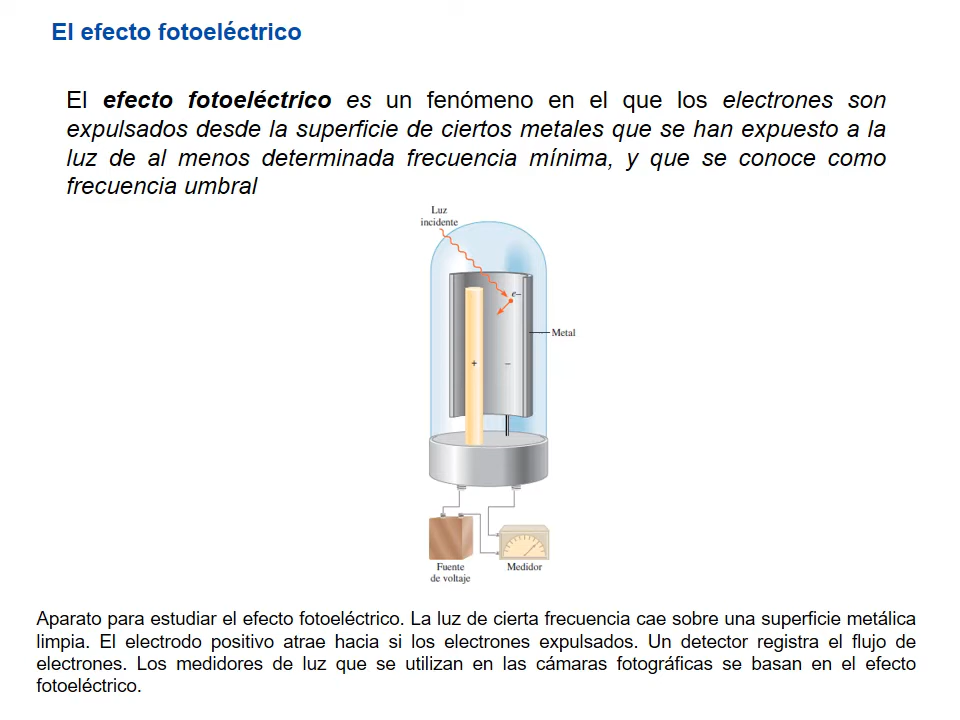 El efecto fotoeléctrico
El efecto fotoeléctrico es un fenómeno en el que los electrones son
expulsados desde la superficie de ciertos metales que se han expuesto a la
luz de al menos determinada frecuencia mínima, y que se conoce como
frecuencia umbral
Luz
incidente
e–
Metal
+
–
Fuente
de voltaje
Medidor
Aparato para estudiar el efecto fotoeléctrico. La luz de cierta frecuencia cae sobre una superficie metálica
limpia. El electrodo positivo atrae hacia si los electrones expulsados. Un detector registra el flujo de
electrones. Los medidores de luz que se utilizan en las cámaras fotográficas se basan en el efecto
fotoeléctrico.